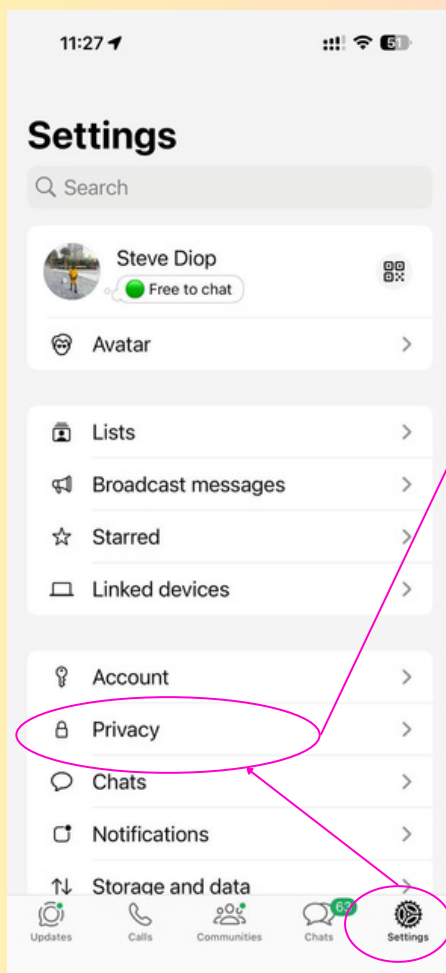 11:27
51
Settings
Search
Steve Diop
Free to chat
Avatar
Lists
Broadcast messages
Starred
Linked devices
Account
Privacy
Chats
Notifications
Storage and data
63
Updates Calls Communities Chats Settings